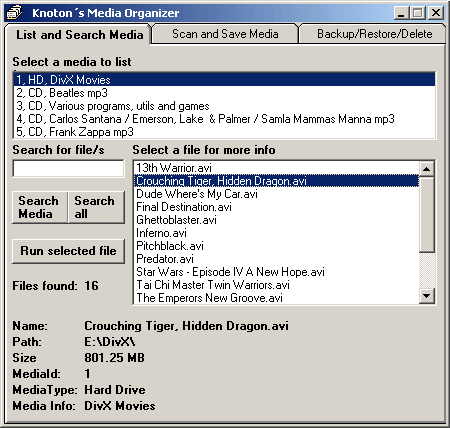 Knoton´s Media Organizer
List and Search Media
Scan and Save Media
Backup/Restore/Delete
Select a media to list
1, HD, DivX Movies
2, CD, Beatles mp3
3, CD, Various programs, utils and games
4, CD, Carlos Santana / Emerson, Lake & Palmer / Samla Mammas Manna mp3
5, CD, Frank Zappa mp3
Search for file/s
Search Media
Search all
Run selected file
Files found: 16
Select a file for more info
13th Warrior.avi
Crouching Tiger, Hidden Dragon.avi
Dude Where's My Car.avi
Final Destination.avi
Ghettoblaster.avi
Inferno.avi
Pitchblack.avi
Predator.avi
Star Wars - Episode IV A New Hope.avi
Tai Chi Master Twin Warriors.avi
The Emperors New Groove.avi
Name: Crouching Tiger, Hidden Dragon.avi
Path: E:\DivX\
Size 801.25 MB
MediaId: 1
MediaType: Hard Drive
Media Info: DivX Movies